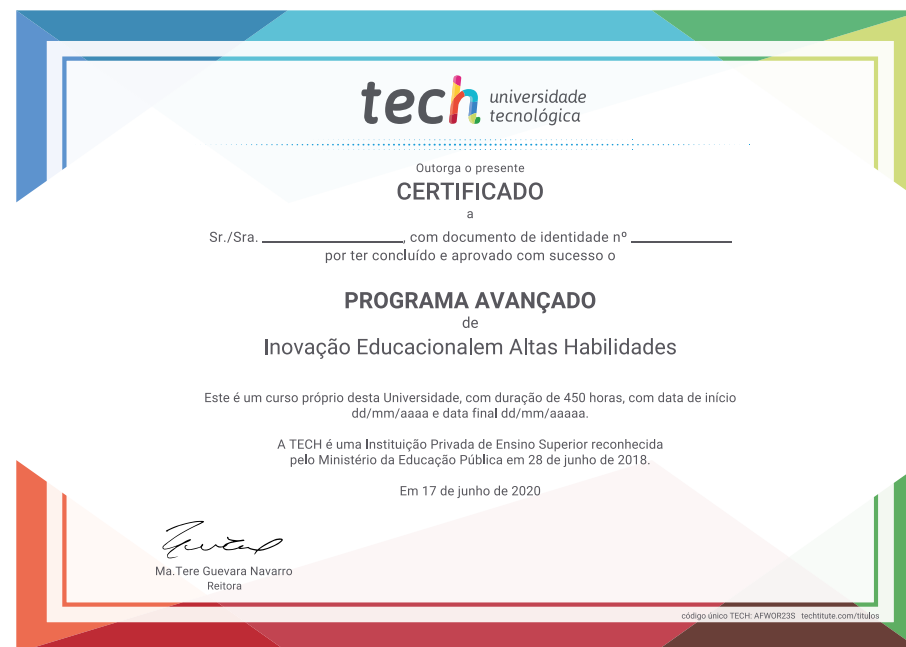 tech universidade
tecnológica
Outorga o presente
CERTIFICADO
a
Sr./Sra. ____________________, com documento de identidade nº ______________
por ter concluído e aprovado com sucesso o
PROGRAMA AVANÇADO
de
Inovação Educacionalem Altas Habilidades
Este é um curso próprio desta Universidade, com duração de 450 horas, com data de início
dd/mm/aaaa e data final dd/mm/aaaaa.
A TECH é uma Instituição Privada de Ensino Superior reconhecida
pelo Ministério da Educação Pública em 28 de junho de 2018.
Em 17 de junho de 2020
Ma.Tere Guevara Navarro
Reitora
código único TECH: AFWOR23S techtitute.com/titulos